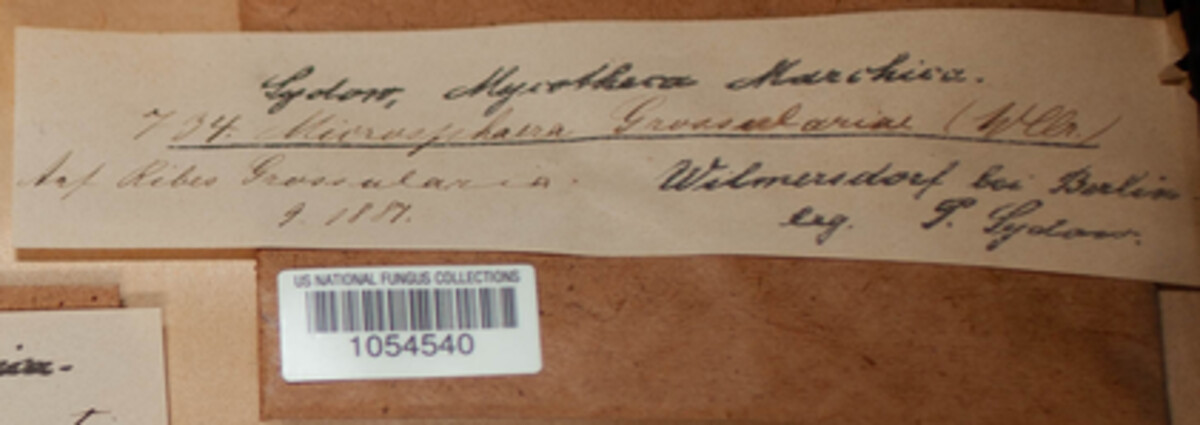 Sydow, Mycotheca Marchica.
734. Microsphaera Grossulariae (Wllr.)
Auf Ribes Grossularia.
9. 1884.
Wilmersdorf bei Berlin
leg. P. Sydow.
US NATIONAL FUNGUS COLLECTIONS
1054540